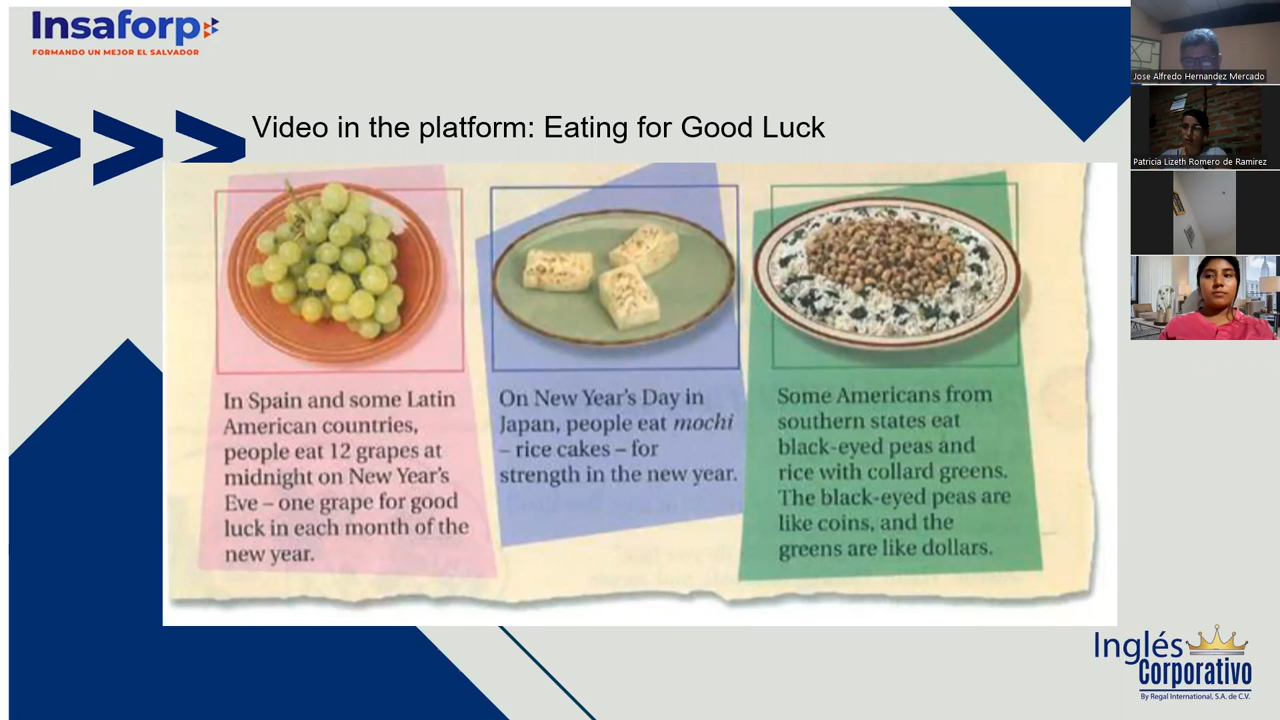 Insaforp
FORMANDO UN MEJOR EL SALVADOR
Video in the platform: Eating for Good Luck
In Spain and some Latin
American countries,
people eat 12 grapes at
midnight on New Year's
Eve – one grape for good
luck in each month of the
new year.
On New Year's Day in
Japan, people eat mochi
– rice cakes – for
strength in the new year.
Some Americans from
southern states eat
black-eyed peas and
rice with collard greens.
The black-eyed peas are
like coins, and the
greens are like dollars.
Jose Alfredo Hernandez Mercado
Patricia Lizeth Romero de Ramirez
Inglés
Corporativo
By Regal International, S.A. de C.V.